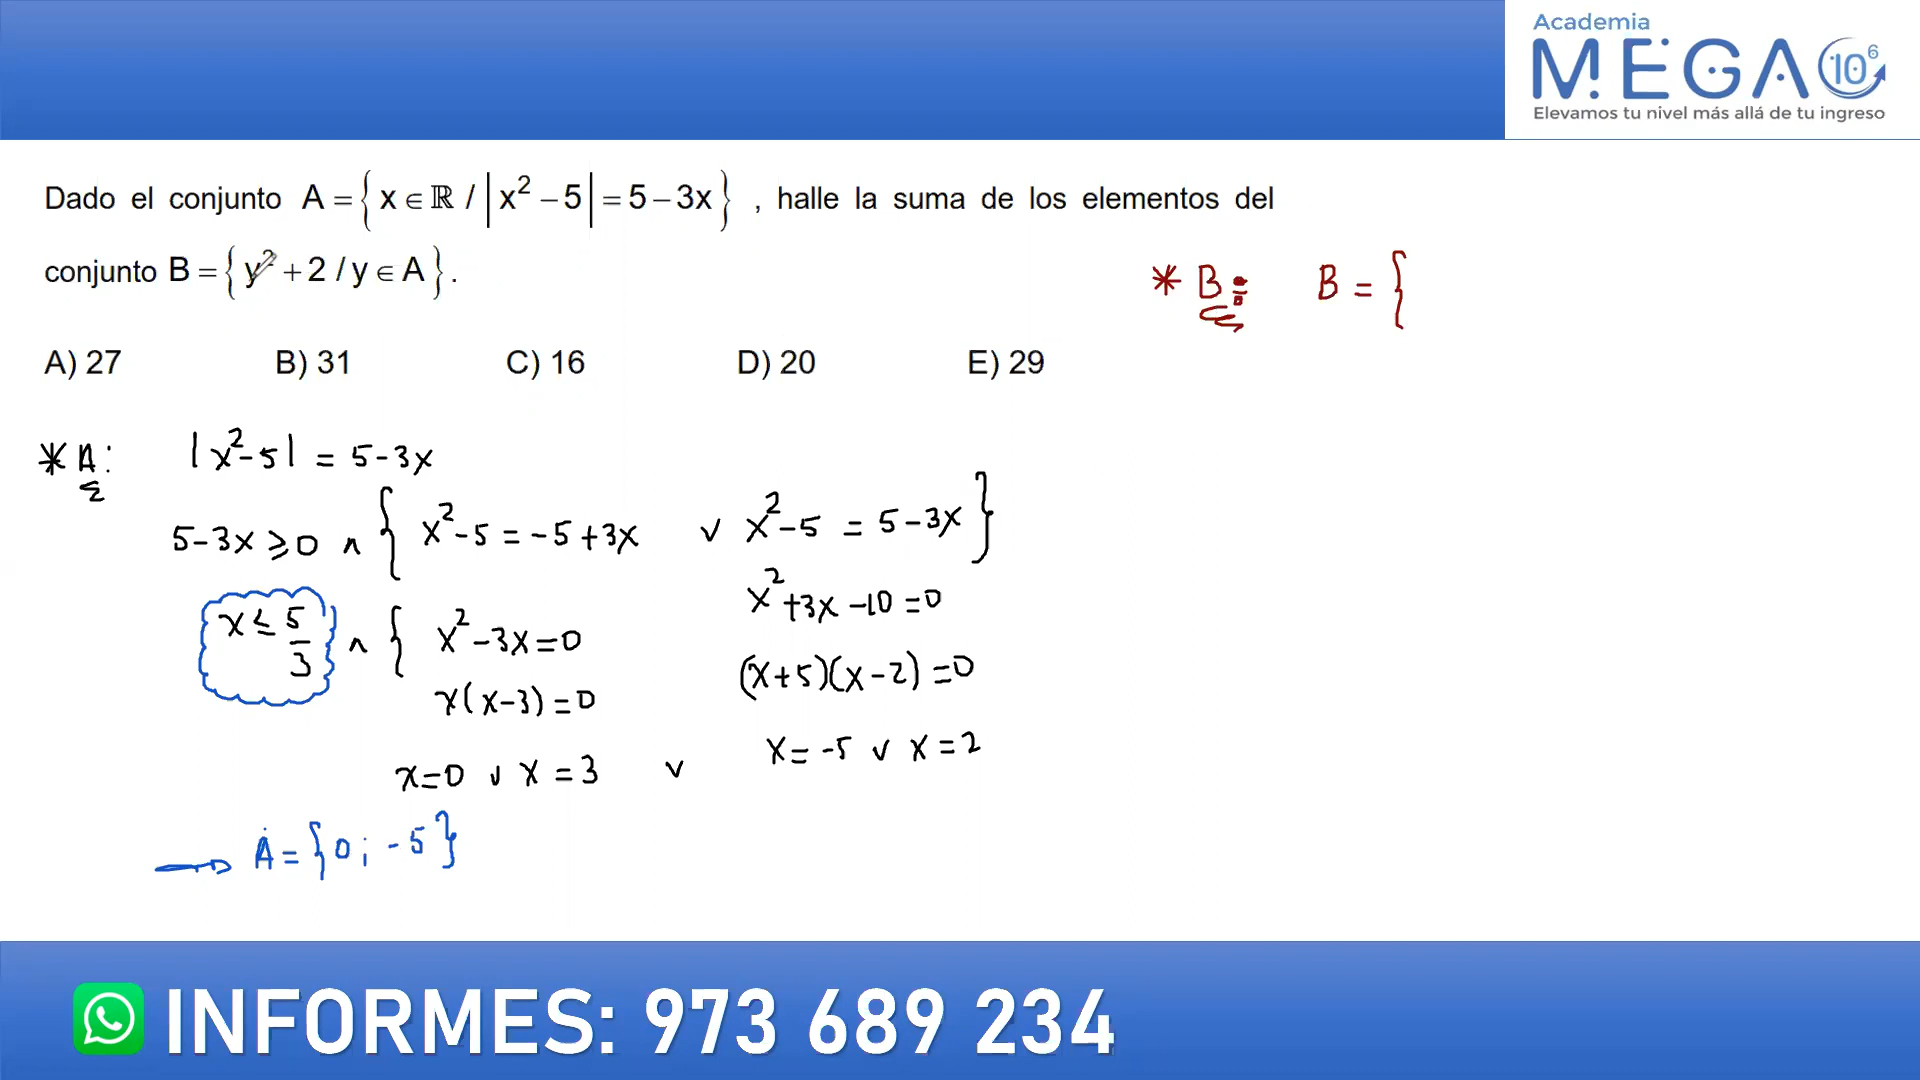 Academia
MEGA 10⁶
Elevamos tu nivel más allá de tu ingreso
Dado el conjunto A = { x ∈ ℝ / | x² – 5 | = 5 – 3x } , halle la suma de los elementos del
conjunto B = { y² + 2 / y ∈ A } .
* B: B = {
A) 27 B) 31 C) 16 D) 20 E) 29
* A: | x² - 5 | = 5 - 3x
5 - 3x ≥ 0 ∧ { x² - 5 = -5 + 3x ∨ x² - 5 = 5 - 3x }
x² + 3x - 10 = 0
x ≤ 5/3 ∧ { x² - 3x = 0
(x + 5)(x - 2) = 0
x(x - 3) = 0
x = 0 ∨ x = 3 ∨ x = -5 ∨ x = 2
→ A = { 0 ; -5 }
INFORMES: 973 689 234